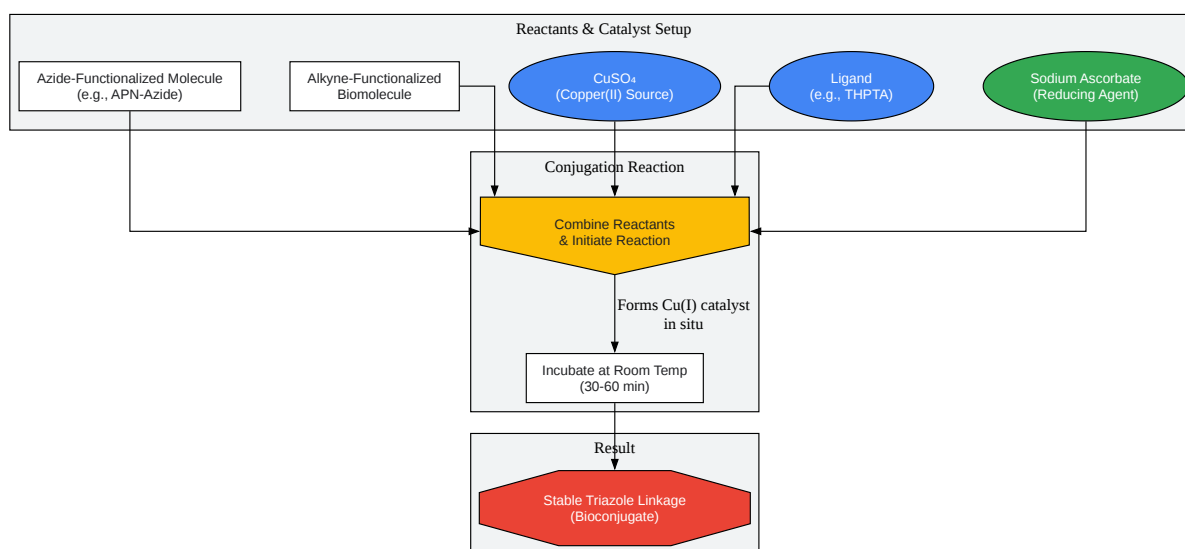 Reactants & Catalyst Setup
Azide-Functionalized Molecule
(e.g., APN-Azide)
Alkyne-Functionalized
Biomolecule
CuSO₄
(Copper(II) Source)
Ligand
(e.g., THPTA)
Sodium Ascorbate
(Reducing Agent)
Conjugation Reaction
Combine Reactants
& Initiate Reaction
Forms Cu(I) catalyst
in situ
Incubate at Room Temp
(30-60 min)
Result
Stable Triazole Linkage
(Bioconjugate)